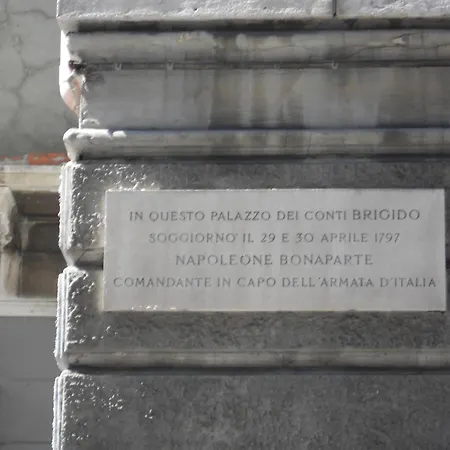 IN QUESTO PALAZZO DEI CONTI BRIGIDO
SOGGIORNO' IL 29 E 30 APRILE 1797
NAPOLEONE BONAPARTE
COMANDANTE IN CAPO DELL'ARMATA D'ITALIA